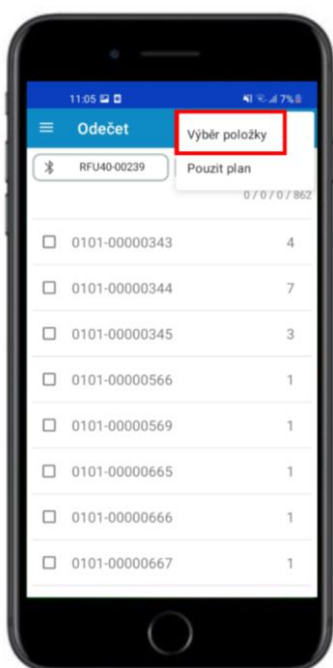 11:05 7%
Odečet
Výběr položky
RFU40-00239
Pouzit plan
0 / 0 / 0 / 862
0101-00000343 4
0101-00000344 7
0101-00000345 3
0101-00000566 1
0101-00000569 1
0101-00000665 1
0101-00000666 1
0101-00000667 1